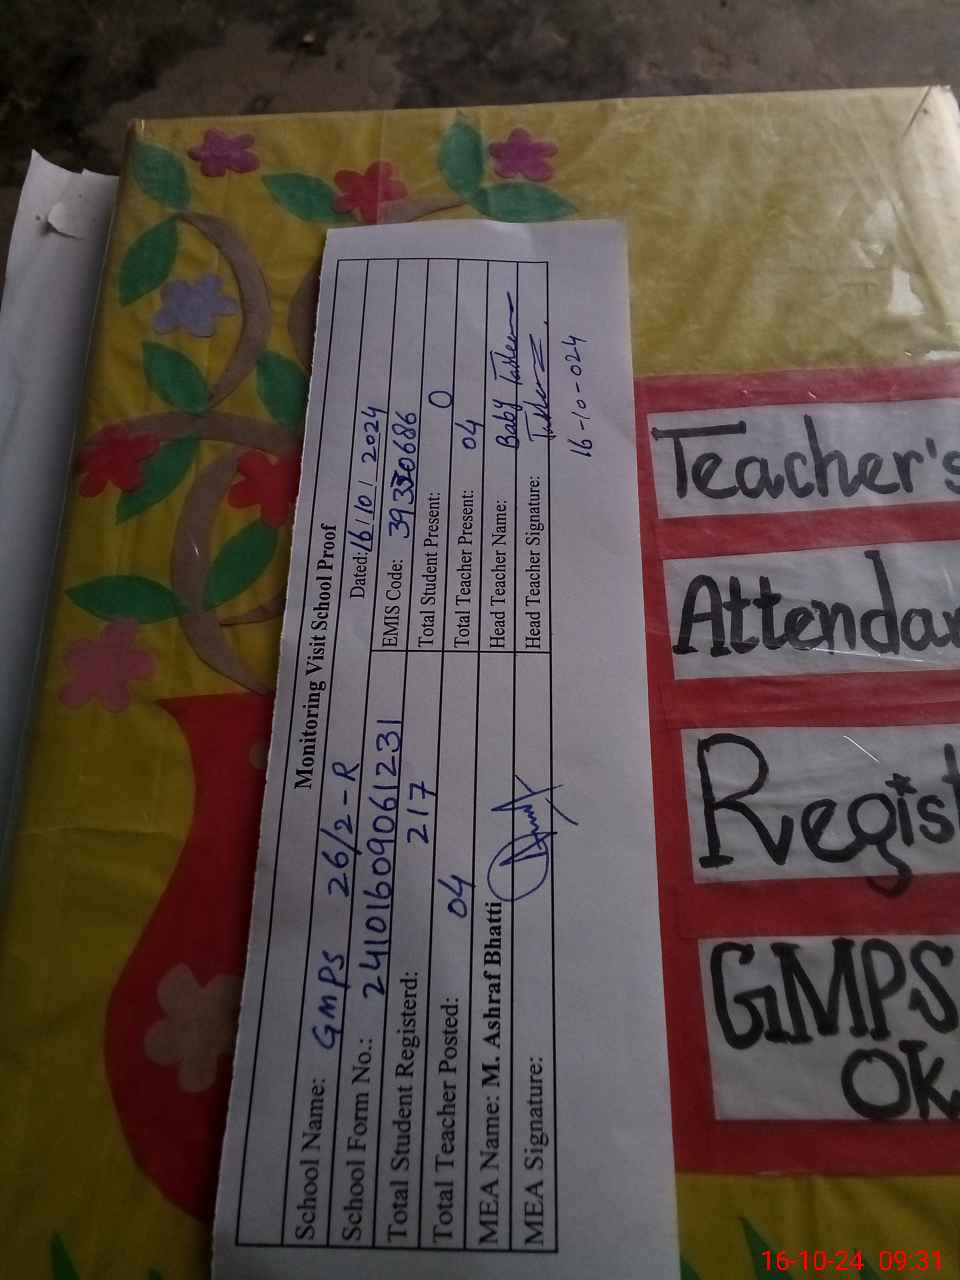 Monitoring Visit School Proof
School Name: GMPS 26/2-R Dated: 16/10/2024
School Form No.: 24101609061231 EMIS Code: 39330686
Total Student Registerd: 217 Total Student Present: 0
Total Teacher Posted: 04 Total Teacher Present: 04
MEA Name: M. Ashraf Bhatti Head Teacher Name: Baby
MEA Signature: Head Teacher Signature:
16-10-024
Teacher's
Attendan
Regist
GMPS
Ok
16-10-24 09:31